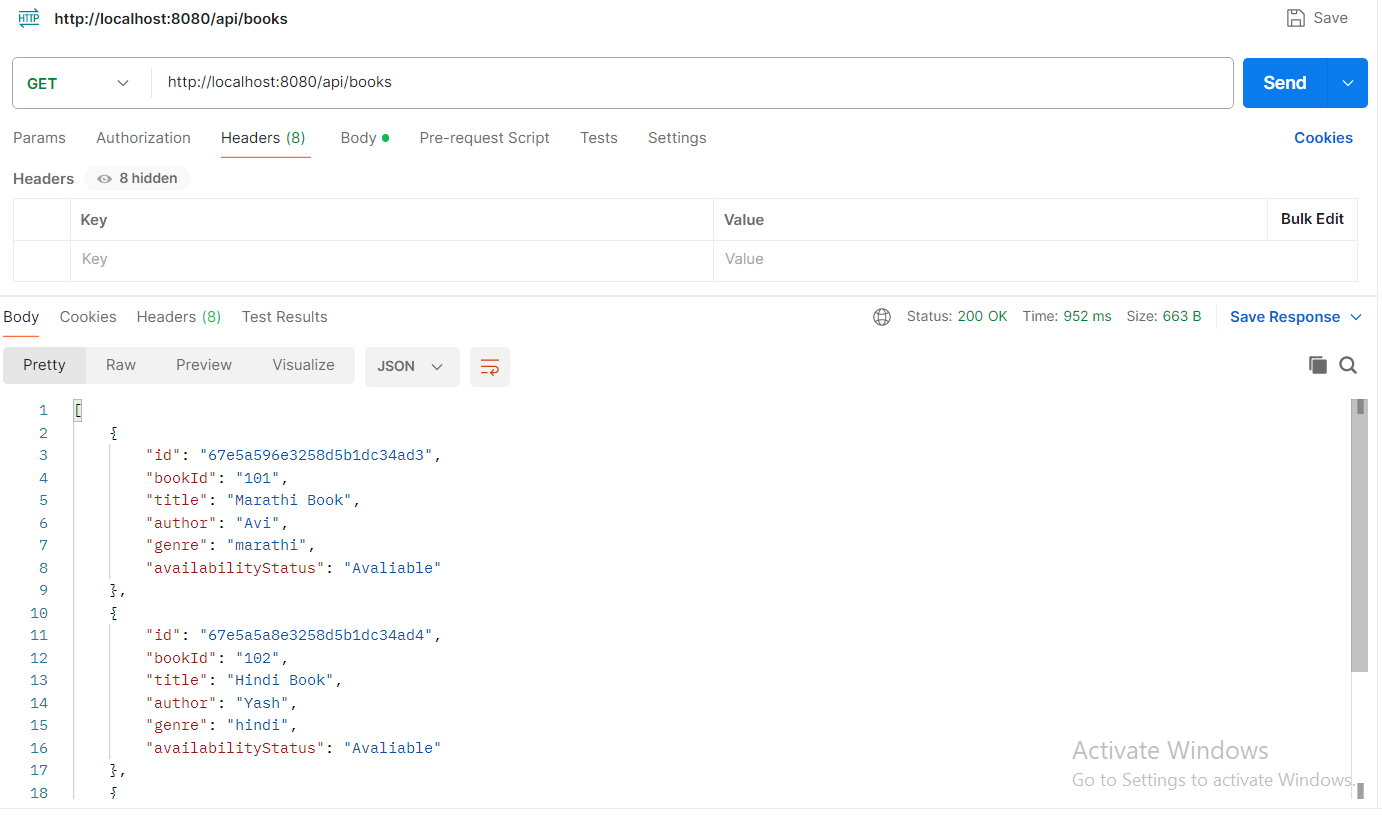 HTTP http://localhost:8080/api/books Save
GET http://localhost:8080/api/books Send
Params Authorization Headers (8) Body Pre-request Script Tests Settings Cookies
Headers 8 hidden
Key Value Bulk Edit
Key Value
Body Cookies Headers (8) Test Results Status: 200 OK Time: 952 ms Size: 663 B Save Response
Pretty Raw Preview Visualize JSON
1 [
2 {
3 "id": "67e5a596e3258d5b1dc34ad3",
4 "bookId": "101",
5 "title": "Marathi Book",
6 "author": "Avi",
7 "genre": "marathi",
8 "availabilityStatus": "Avaliable"
9 },
10 {
11 "id": "67e5a5a8e3258d5b1dc34ad4",
12 "bookId": "102",
13 "title": "Hindi Book",
14 "author": "Yash",
15 "genre": "hindi",
16 "availabilityStatus": "Avaliable"
17 },
18 {
Activate Windows
Go to Settings to activate Windows.